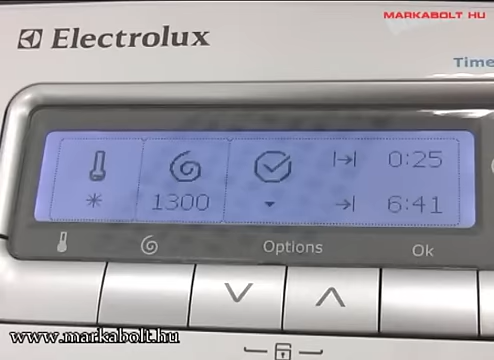 MARKABOLT HU
Electrolux
Time
0:25
1300
6:41
Options
Ok
www.markabolt.hu